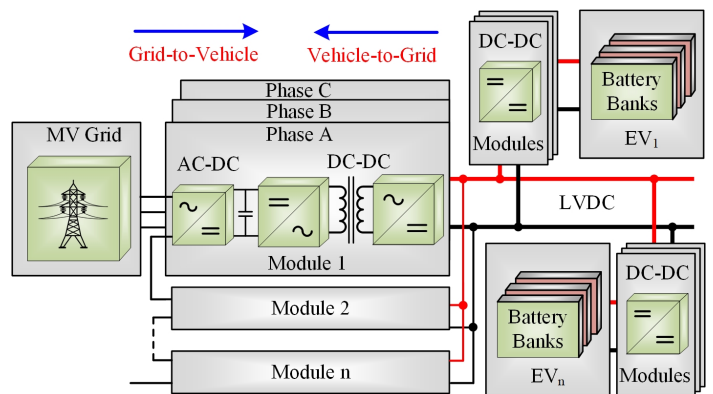 Grid-to-Vehicle
Vehicle-to-Grid
MV Grid
Phase C
Phase B
Phase A
AC-DC
DC-DC
Module 1
Module 2
Module n
DC-DC
Modules
Battery
Banks
EV1
LVDC
Battery
Banks
EVn
DC-DC
Modules